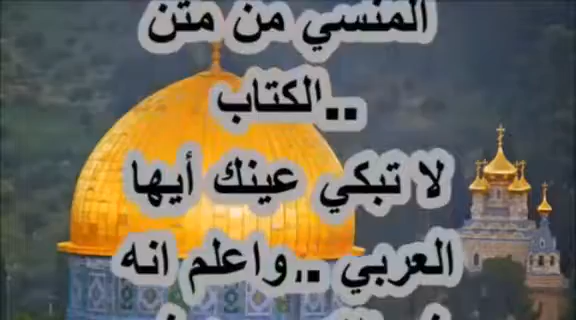 المنسي من متن
الكتاب..
لا تبكي عينك أيها
العربي ..واعلم انه